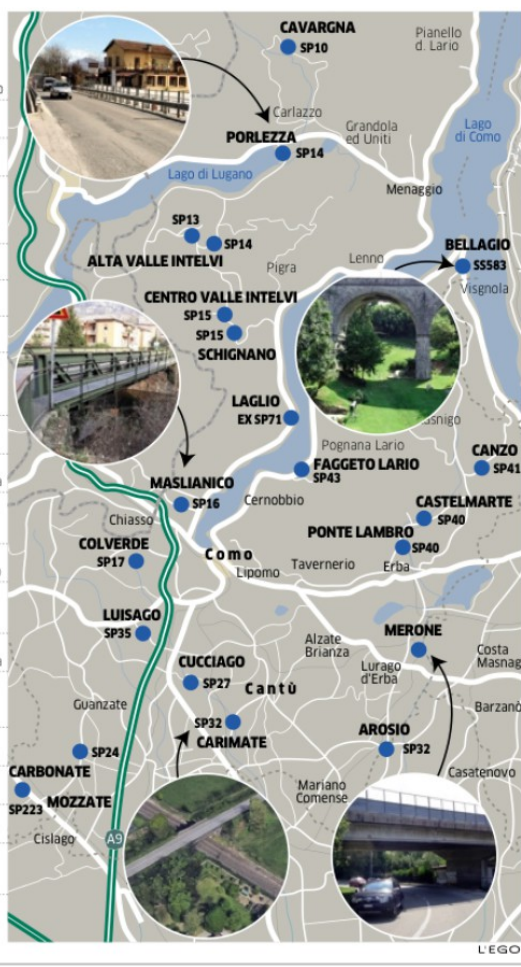 CAVARGNA
SP10
Pianello
d. Lario
Carlazzo
PORLEZZA
SP14
Grandola
ed Uniti
Lago
di Como
Lago di Lugano
Menaggio
SP13
SP14
ALTA VALLE INTELVI
BELLAGIO
SS583
Lenno
Pigra
Visgnola
CENTRO VALLE INTELVI
SP15
SP15
SCHIGNANO
LAGLIO
EX SP71
Pognana Lario
CANZO
SP41
FAGGETO LARIO
SP43
MASLIANICO
SP16
Cernobbio
CASTELMARTE
SP40
Chiasso
PONTE LAMBRO
SP40
COLVERDE
SP17
Como
Lipomo
Tavernerio
Erba
LUISAGO
SP35
Alzate
Brianza
MERONE
Costa
Masnag
Lurago
d'Erba
CUCCIAGO
SP27
Cantù
Guanzate
Barzanò
SP32
CARIMATE
AROSIO
SP32
SP24
CARBONATE
SP223
MOZZATE
Mariano
Comense
Casatenovo
Cislago
A9
L'EGO